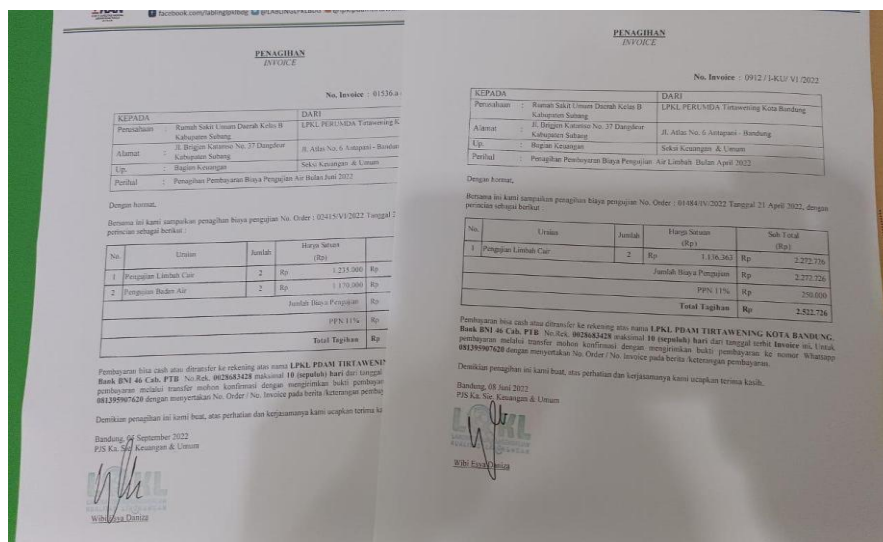 facebook.com/lablingpklbdg
PENAGIHAN
INVOICE
No. Invoice : 01536.a
KEPADA DARI
Perusahaan : Rumah Sakit Umum Daerah Kelas B Kabupaten Subang LPKL PERUMDA Tirtawening K
Alamat : Jl. Brigjen Katamso No. 37 Dangdeur Kabupaten Subang Jl. Atlas No. 6 Antapani - Bandun
Up. : Bagian Keuangan Seksi Keuangan & Umum
Perihal : Penagihan Pembayaran Biaya Pengujian Air Bulan Juni 2022
Dengan hormat,
Bersama ini kami sampaikan penagihan biaya pengujian No. Order : 02415/VI/2022 Tanggal 2
perincian sebagai berikut :
No. Uraian Jumlah Harga Satuan (Rp)
1 Pengujian Limbah Cair 2 Rp 1.235.000 Rp
2 Pengujian Badan Air 2 Rp 1.170.000 Rp
Jumlah Biaya Pengujian Rp
PPN 11% Rp
Total Tagihan Rp
Pembayaran bisa cash atau ditransfer ke rekening atas nama LPKL PDAM TIRTAWENI
Bank BNI 46 Cab. PTB No.Rek. 0028683428 maksimal 10 (sepuluh) hari dari tanggal
pembayaran melalui transfer mohon konfirmasi dengan mengirimkan bukti pembayar
081395907620 dengan menyertakan No. Order / No. Invoice pada berita /keterangan pembay
Demikian penagihan ini kami buat, atas perhatian dan kerjasamanya kami ucapkan terima ka
Bandung, September 2022
PJS Ka. Sie. Keuangan & Umum
Wibi Esya Daniza
PENAGIHAN
INVOICE
No. Invoice : 0912 / I-KU/ VI /2022
KEPADA DARI
Perusahaan : Rumah Sakit Umum Daerah Kelas B Kabupaten Subang LPKL PERUMDA Tirtawening Kota Bandung
Alamat : Jl. Brigjen Katamso No. 37 Dangdeur Kabupaten Subang Jl. Atlas No. 6 Antapani - Bandung
Up. : Bagian Keuangan Seksi Keuangan & Umum
Perihal : Penagihan Pembayaran Biaya Pengujian Air Limbah Bulan April 2022
Dengan hormat,
Bersama ini kami sampaikan penagihan biaya pengujian No. Order : 01484/IV/2022 Tanggal 21 April 2022, dengan
perincian sebagai berikut :
No. Uraian Jumlah Harga Satuan (Rp) Sub Total (Rp)
1 Pengujian Limbah Cair 2 Rp 1.136.363 Rp 2.272.726
Jumlah Biaya Pengujian Rp 2.272.726
PPN 11% Rp 250.000
Total Tagihan Rp 2.522.726
Pembayaran bisa cash atau ditransfer ke rekening atas nama LPKL PDAM TIRTAWENING KOTA BANDUNG,
Bank BNI 46 Cab. PTB No.Rek. 0028683428 maksimal 10 (sepuluh) hari dari tanggal terbit Invoice ini, Untuk
pembayaran melalui transfer mohon konfirmasi dengan mengirimkan bukti pembayaran ke nomor Whatsapp
081395907620 dengan menyertakan No. Order / No. Invoice pada berita /keterangan pembayaran.
Demikian penagihan ini kami buat, atas perhatian dan kerjasamanya kami ucapkan terima kasih.
Bandung, 08 Juni 2022
PJS Ka. Sie. Keuangan & Umum
Wibi Esya Daniza